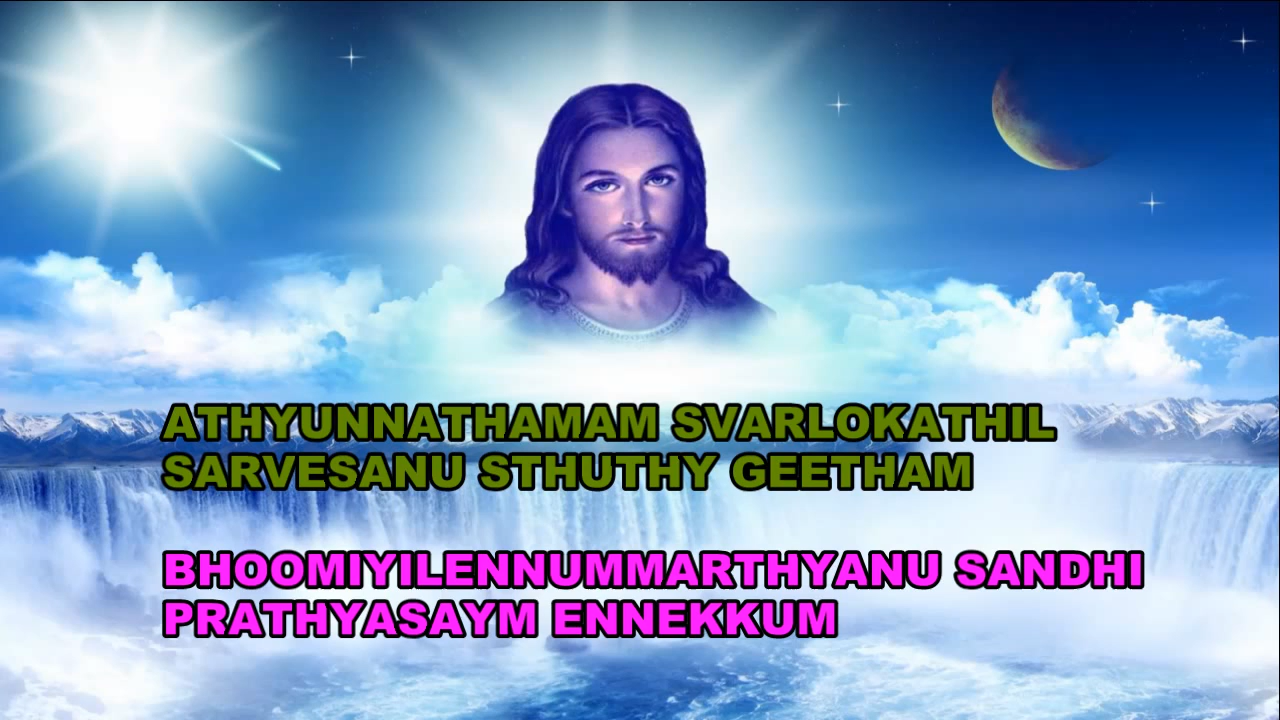 ATHYUNNATHAMAM SVARLOKATHIL
SARVESANU STHUTHY GEETHAM
BHOOMIYILENNUMMARTHYANU SANDHI
PRATHYASAYM ENNEKKUM